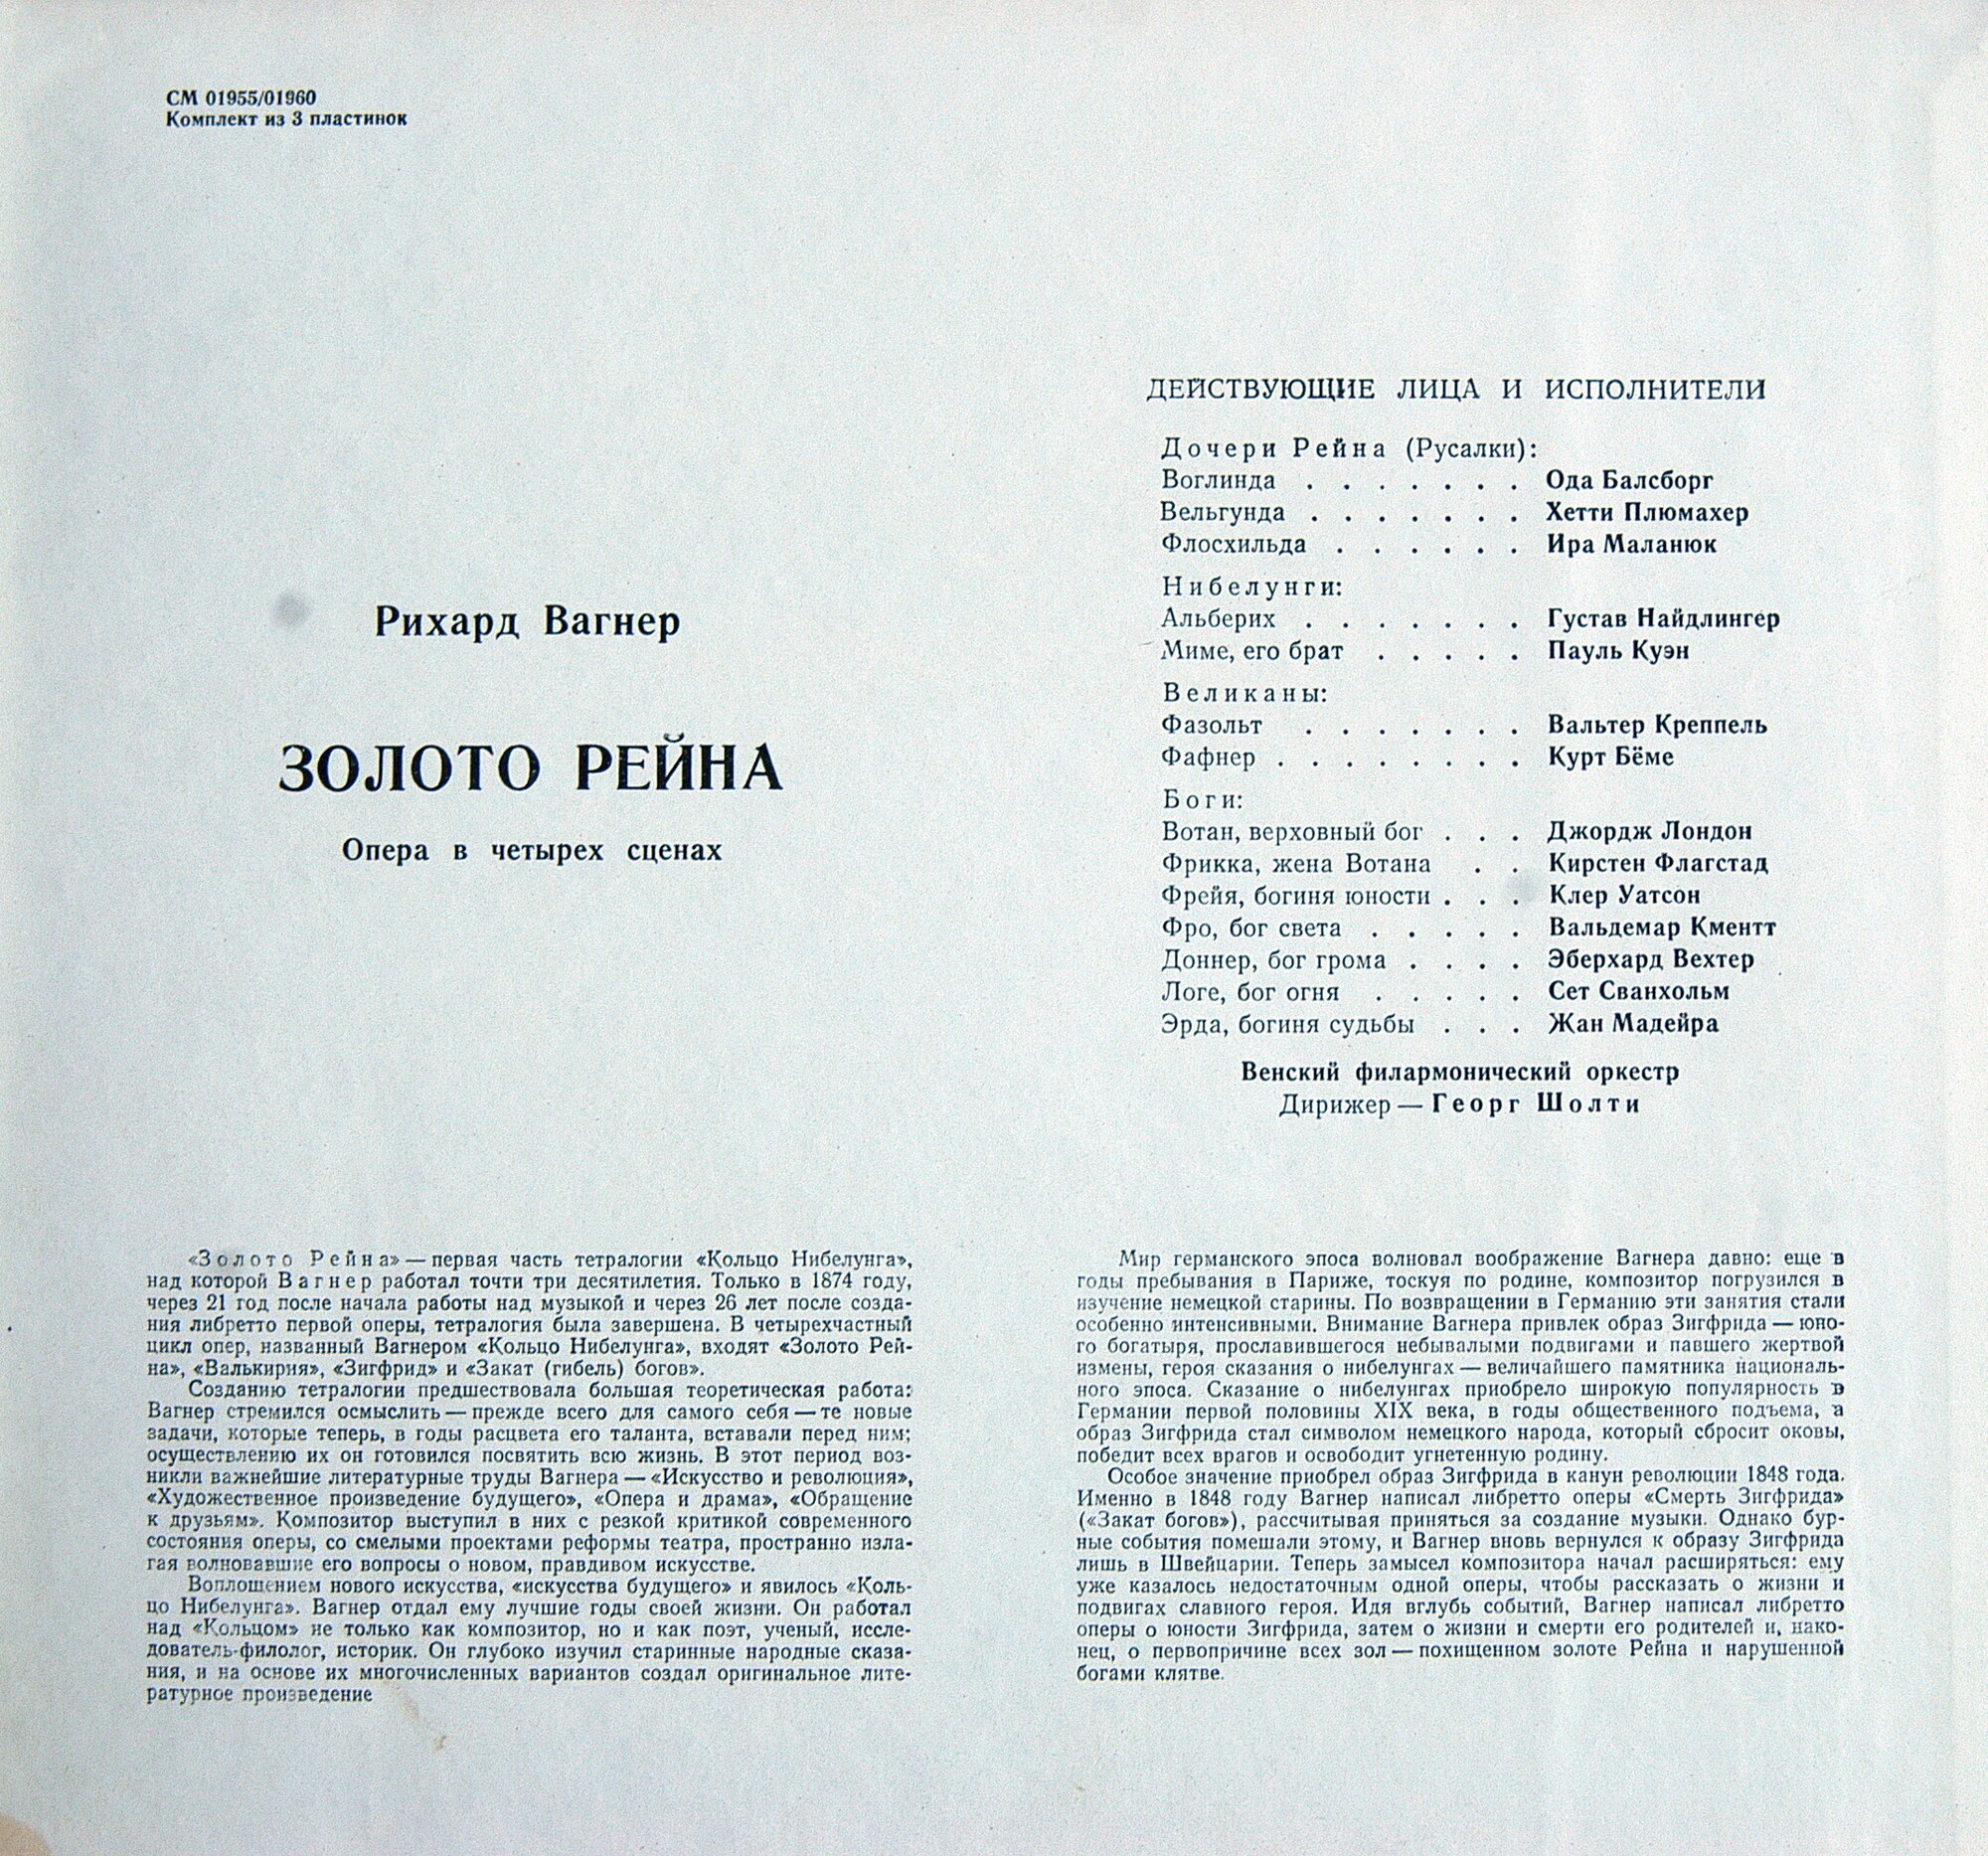 СМ 01955/01960
Комплект из 3 пластинок
Рихард Вагнер
ЗОЛОТО РЕЙНА
Опера в четырех сценах
ДЕЙСТВУЮЩИЕ ЛИЦА И ИСПОЛНИТЕЛИ
Дочери Рейна (Русалки):
Воглинда . . . . . . . Ода Балсборг
Вельгунда . . . . . . . Хетти Плюмахер
Флосхильда . . . . . . Ира Маланюк
Нибелунги:
Альберих . . . . . . . Густав Найдлингер
Миме, его брат . . . . . Пауль Куэн
Великаны:
Фазольт . . . . . . . Вальтер Креппель
Фафнер . . . . . . . . Курт Бёме
Боги:
Вотан, верховный бог . . . Джордж Лондон
Фрикка, жена Вотана . . Кирстен Флагстад
Фрейя, богиня юности . . . Клер Уатсон
Фро, бог света . . . . . Вальдемар Кментт
Доннер, бог грома . . . . Эберхард Вехтер
Логе, бог огня . . . . . Сет Сванхольм
Эрда, богиня судьбы . . . Жан Мадейра
Венский филармонический оркестр
Дирижер — Георг Шолти
«Золото Рейна» — первая часть тетралогии «Кольцо Нибелунга»,
над которой Вагнер работал точти три десятилетия. Только в 1874 году,
через 21 год после начала работы над музыкой и через 26 лет после созда-
ния либретто первой оперы, тетралогия была завершена. В четырехчастный
цикл опер, названный Вагнером «Кольцо Нибелунга», входят «Золото Рей-
на», «Валькирия», «Зигфрид» и «Закат (гибель) богов».
Созданию тетралогии предшествовала большая теоретическая работа:
Вагнер стремился осмыслить — прежде всего для самого себя — те новые
задачи, которые теперь, в годы расцвета его таланта, вставали перед ним;
осуществлению их он готовился посвятить всю жизнь. В этот период воз-
никли важнейшие литературные труды Вагнера — «Искусство и революция»,
«Художественное произведение будущего», «Опера и драма», «Обращение
к друзьям». Композитор выступил в них с резкой критикой современного
состояния оперы, со смелыми проектами реформы театра, пространно изла-
гая волновавшие его вопросы о новом, правдивом искусстве.
Воплощением нового искусства, «искусства будущего» и явилось «Коль-
цо Нибелунга». Вагнер отдал ему лучшие годы своей жизни. Он работал
над «Кольцом» не только как композитор, но и как поэт, ученый, иссле-
дователь-филолог, историк. Он глубоко изучил старинные народные сказа-
ния, и на основе их многочисленных вариантов создал оригинальное лите-
ратурное произведение
Мир германского эпоса волновал воображение Вагнера давно: еще в
годы пребывания в Париже, тоскуя по родине, композитор погрузился в
изучение немецкой старины. По возвращении в Германию эти занятия стали
особенно интенсивными. Внимание Вагнера привлек образ Зигфрида — юно-
го богатыря, прославившегося небывалыми подвигами и павшего жертвой
измены, героя сказания о нибелунгах — величайшего памятника националь-
ного эпоса. Сказание о нибелунгах приобрело широкую популярность в
Германии первой половины XIX века, в годы общественного подъема, а
образ Зигфрида стал символом немецкого народа, который сбросит оковы,
победит всех врагов и освободит угнетенную родину.
Особое значение приобрел образ Зигфрида в канун революции 1848 года.
Именно в 1848 году Вагнер написал либретто оперы «Смерть Зигфрида»
(«Закат богов»), рассчитывая приняться за создание музыки. Однако бур-
ные события помешали этому, и Вагнер вновь вернулся к образу Зигфрида
лишь в Швейцарии. Теперь замысел композитора начал расширяться: ему
уже казалось недостаточным одной оперы, чтобы рассказать о жизни и
подвигах славного героя. Идя вглубь событий, Вагнер написал либретто
оперы о юности Зигфрида, затем о жизни и смерти его родителей и, нако-
нец, о первопричине всех зол — похищенном золоте Рейна и нарушенной
богами клятве.